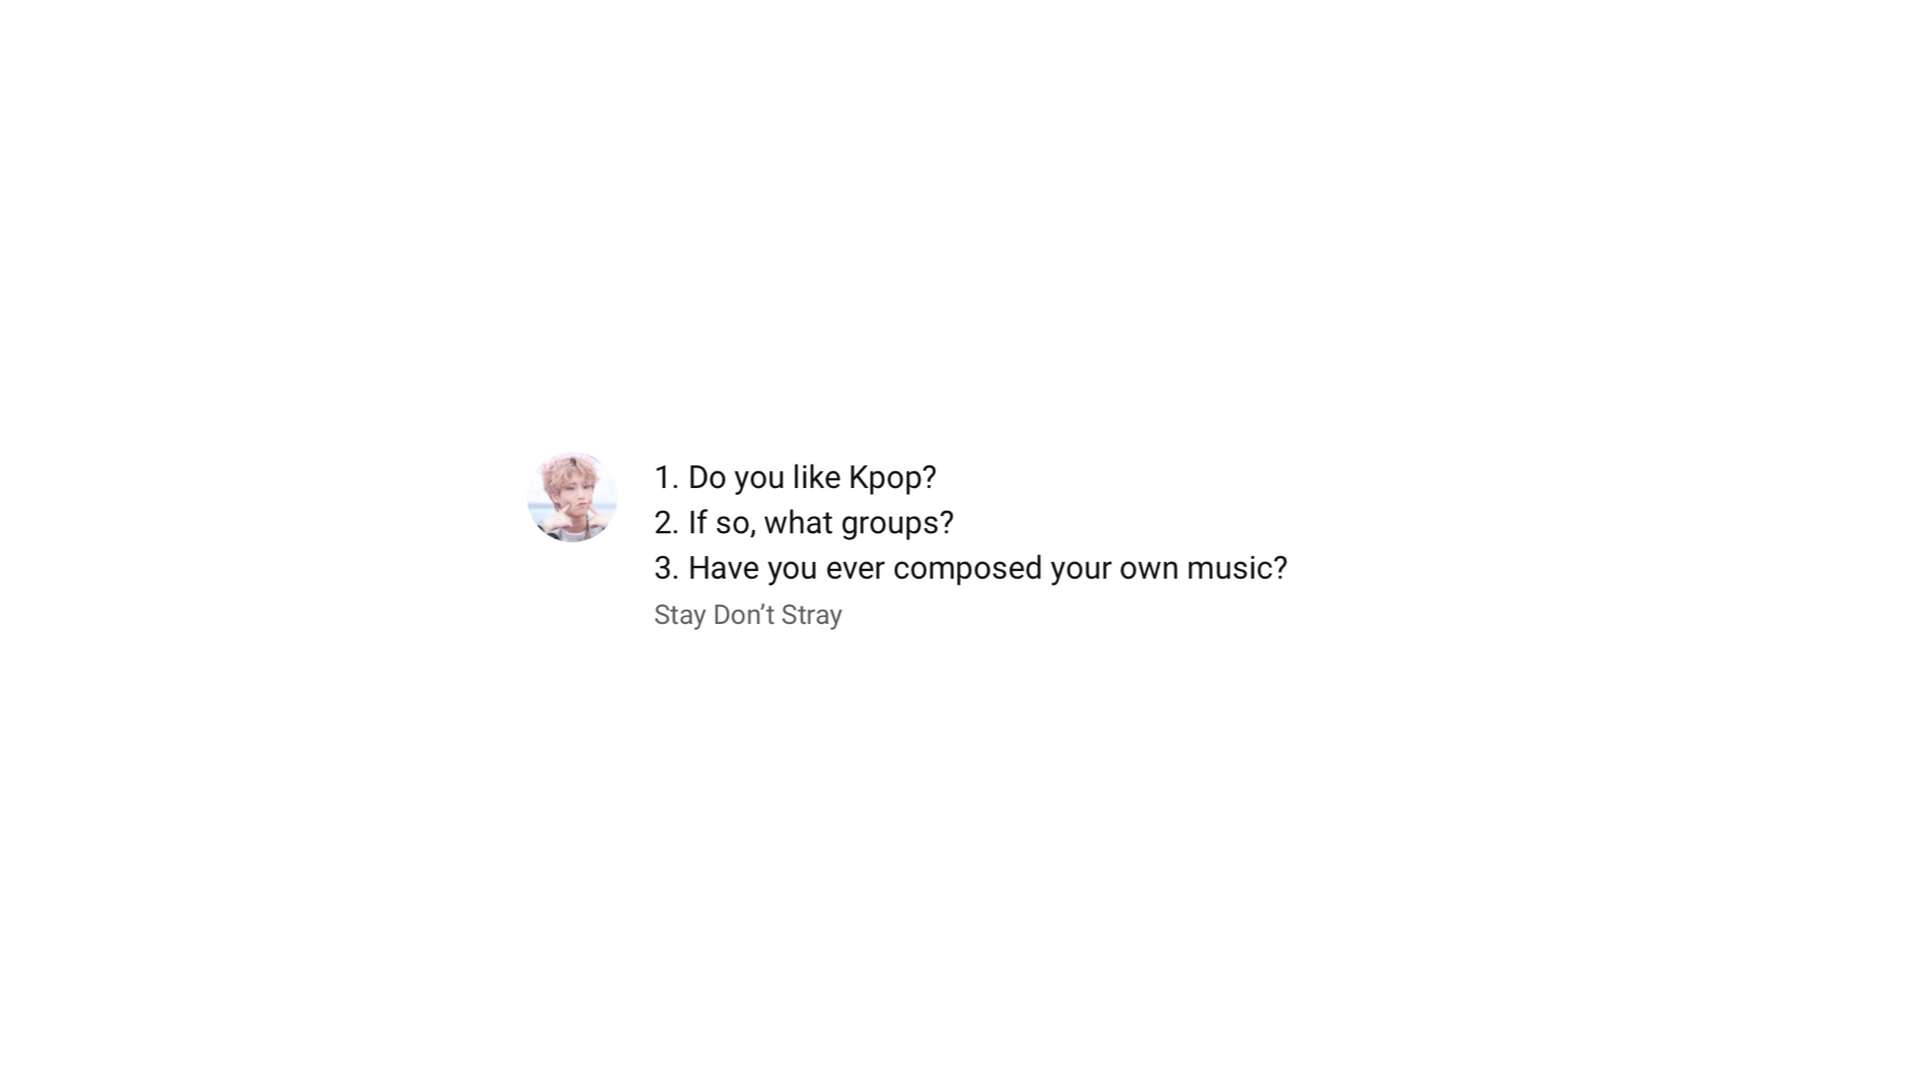 1. Do you like Kpop?
2. If so, what groups?
3. Have you ever composed your own music?
Stay Don’t Stray